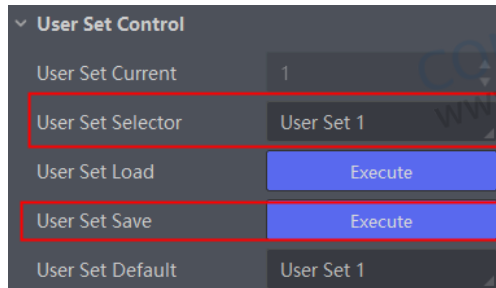 User Set Control
User Set Current 1
User Set Selector User Set 1
User Set Load Execute
User Set Save Execute
User Set Default User Set 1